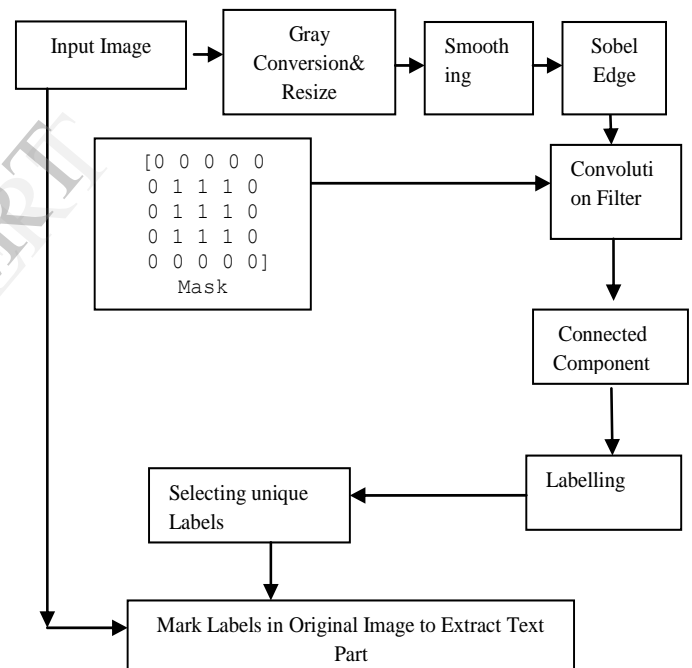 Input Image
Gray
Conversion&
Resize
Smooth
ing
Sobel
Edge
[0 0 0 0 0
0 1 1 1 0
0 1 1 1 0
0 1 1 1 0
0 0 0 0 0]
Mask
Convoluti
on Filter
Connected
Component
Labelling
Selecting unique
Labels
Mark Labels in Original Image to Extract Text
Part